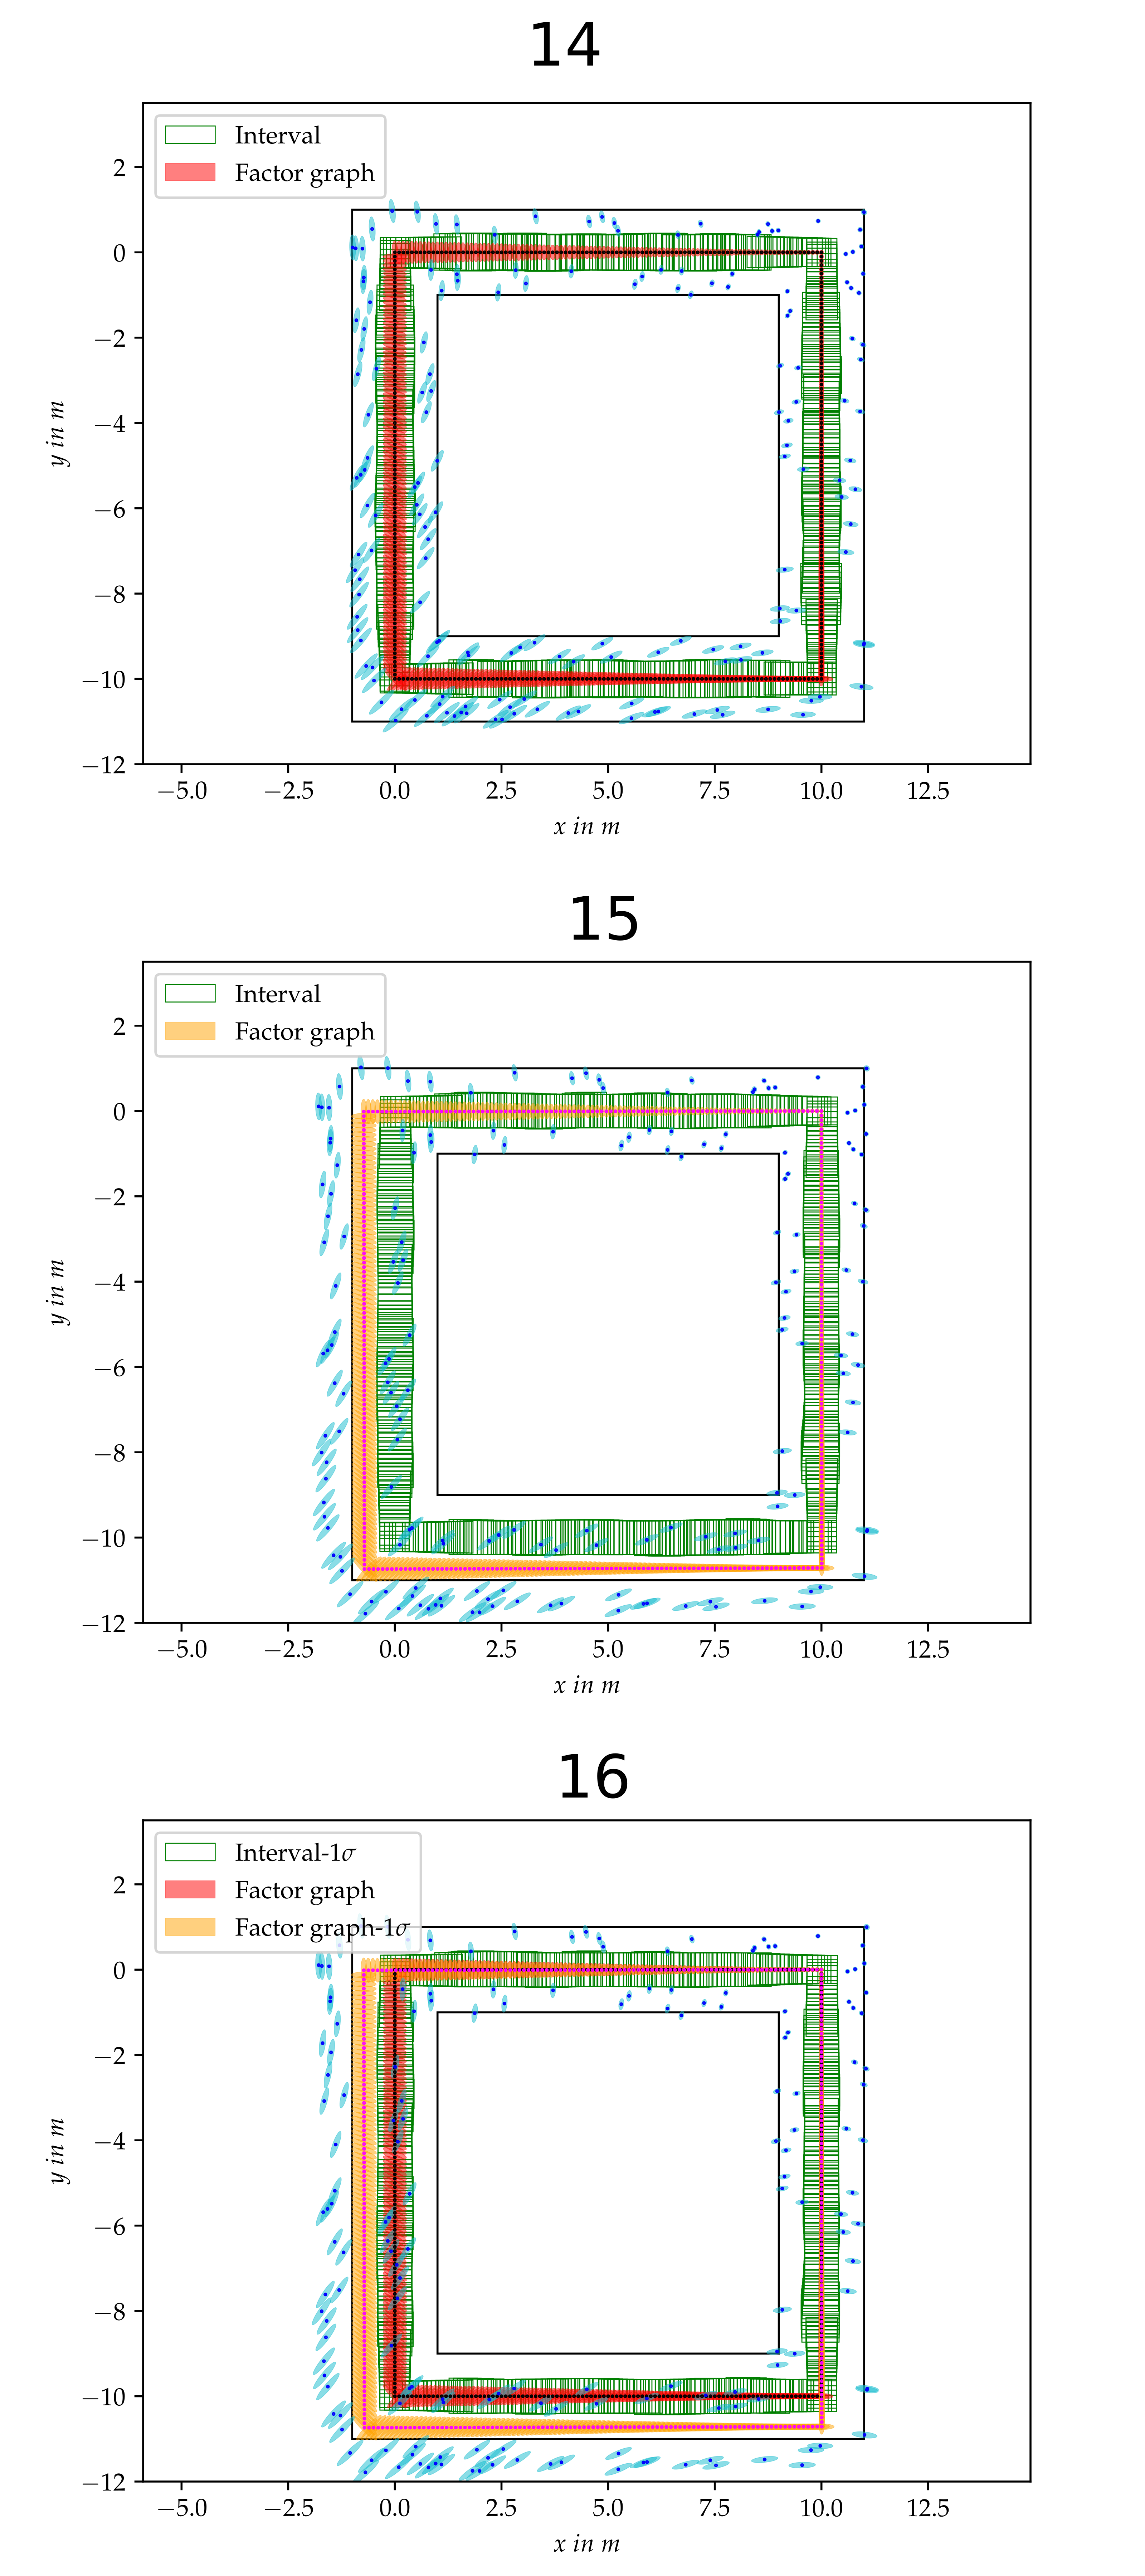 14
Interval
Factor graph
2
0
−2
−4
−6
−8
−10
−12
y in m
−5.0 −2.5 0.0 2.5 5.0 7.5 10.0 12.5
x in m
15
Interval
Factor graph
2
0
−2
−4
−6
−8
−10
−12
y in m
−5.0 −2.5 0.0 2.5 5.0 7.5 10.0 12.5
x in m
16
Interval-1σ
Factor graph
Factor graph-1σ
2
0
−2
−4
−6
−8
−10
−12
y in m
−5.0 −2.5 0.0 2.5 5.0 7.5 10.0 12.5
x in m